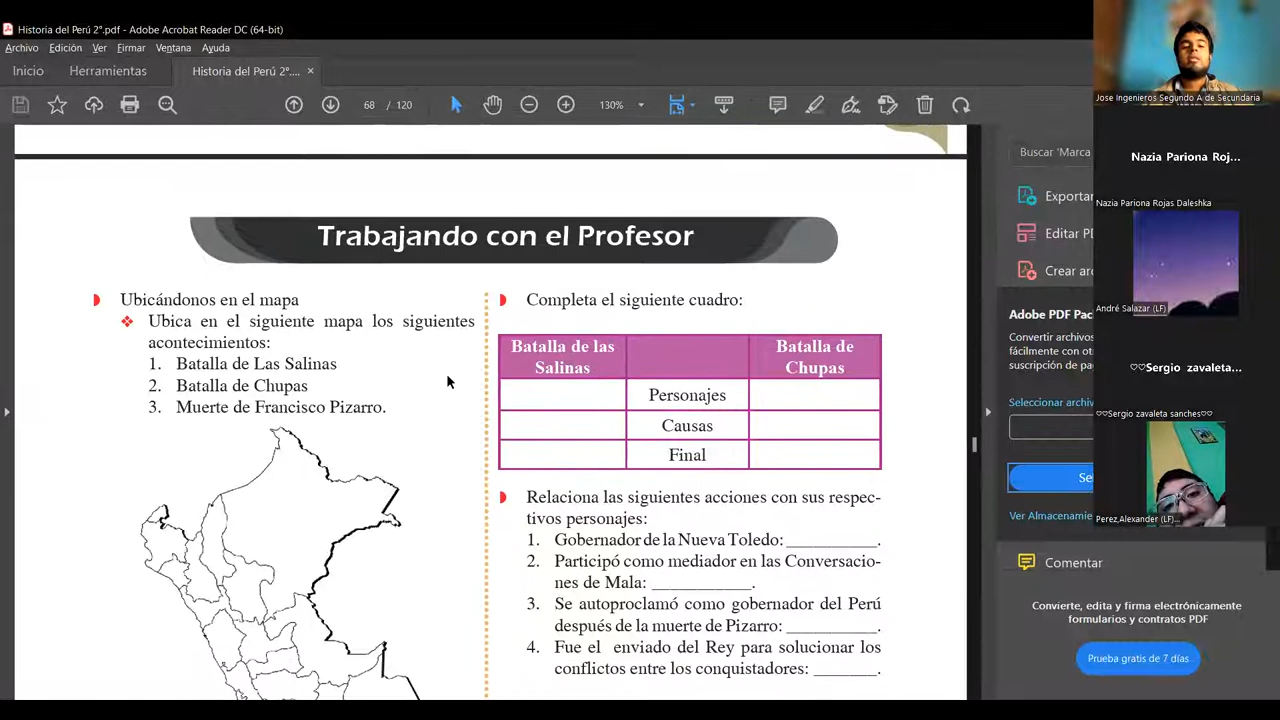 Historia del Perú 2°.pdf - Adobe Acrobat Reader DC (64-bit)
Archivo Edición Ver Firmar Ventana Ayuda
Inicio Herramientas Historia del Perú 2°.... ×
68 / 120 130%
Trabajando con el Profesor
Ubicándonos en el mapa
Ubica en el siguiente mapa los siguientes
acontecimientos:
1. Batalla de Las Salinas
2. Batalla de Chupas
3. Muerte de Francisco Pizarro.
Completa el siguiente cuadro:
Batalla de las Salinas
Batalla de Chupas
Personajes
Causas
Final
Relaciona las siguientes acciones con sus respec-
tivos personajes:
1. Gobernador de la Nueva Toledo: __________.
2. Participó como mediador en las Conversacio-
nes de Mala: ___________.
3. Se autoproclamó como gobernador del Perú
después de la muerte de Pizarro: __________.
4. Fue el enviado del Rey para solucionar los
conflictos entre los conquistadores: _______.
Buscar 'Marca
Exportar
Editar PD
Crear arc
Adobe PDF Pac
Convertir archivos
fácilmente con otr
suscripción de pa
Seleccionar archiv
Se
Ver Almacenamie
Comentar
Convierte, edita y firma electrónicamente
formularios y contratos PDF
Prueba gratis de 7 días
Jose Ingenieros Segundo A de Secundaria
Nazia Pariona Roj...
Nazia Pariona Rojas Daleshka
André Salazar (LF)
♡♡Sergio zavaleta...
♡♡Sergio zavaleta sanches♡♡
Perez,Alexander (LF)...